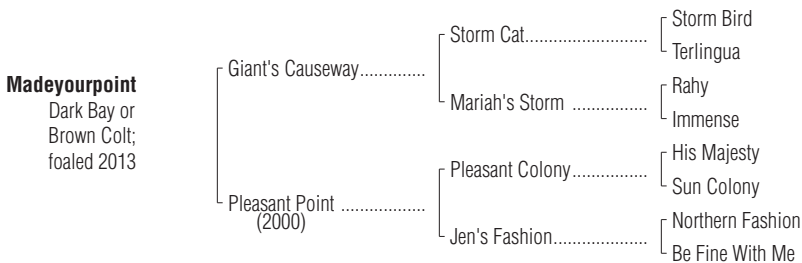 Madeyourpoint
Dark Bay or
Brown Colt;
foaled 2013
Giant's Causeway..............
Pleasant Point ..................
(2000)
Storm Cat..........................
Mariah's Storm ................
Pleasant Colony................
Jen's Fashion....................
Storm Bird
Terlingua
Rahy
Immense
His Majesty
Sun Colony
Northern Fashion
Be Fine With Me